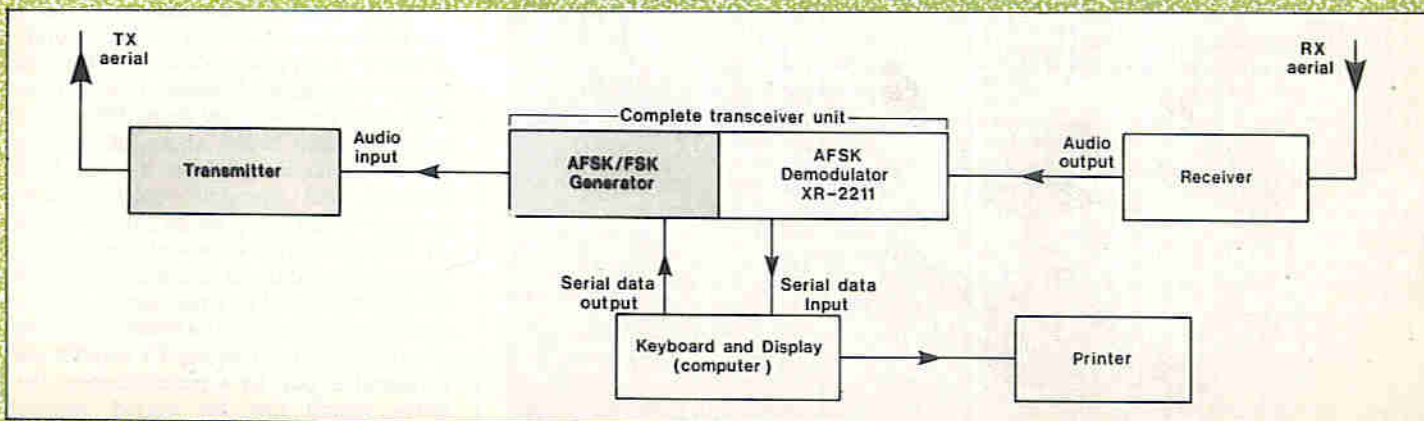 TX
aerial
RX
aerial
Complete transceiver unit
Transmitter
Audio
input
AFSK/FSK
Generator
AFSK
Demodulator
XR-2211
Audio
output
Receiver
Serial data
output
Serial data
Input
Keyboard and Display
(computer)
Printer